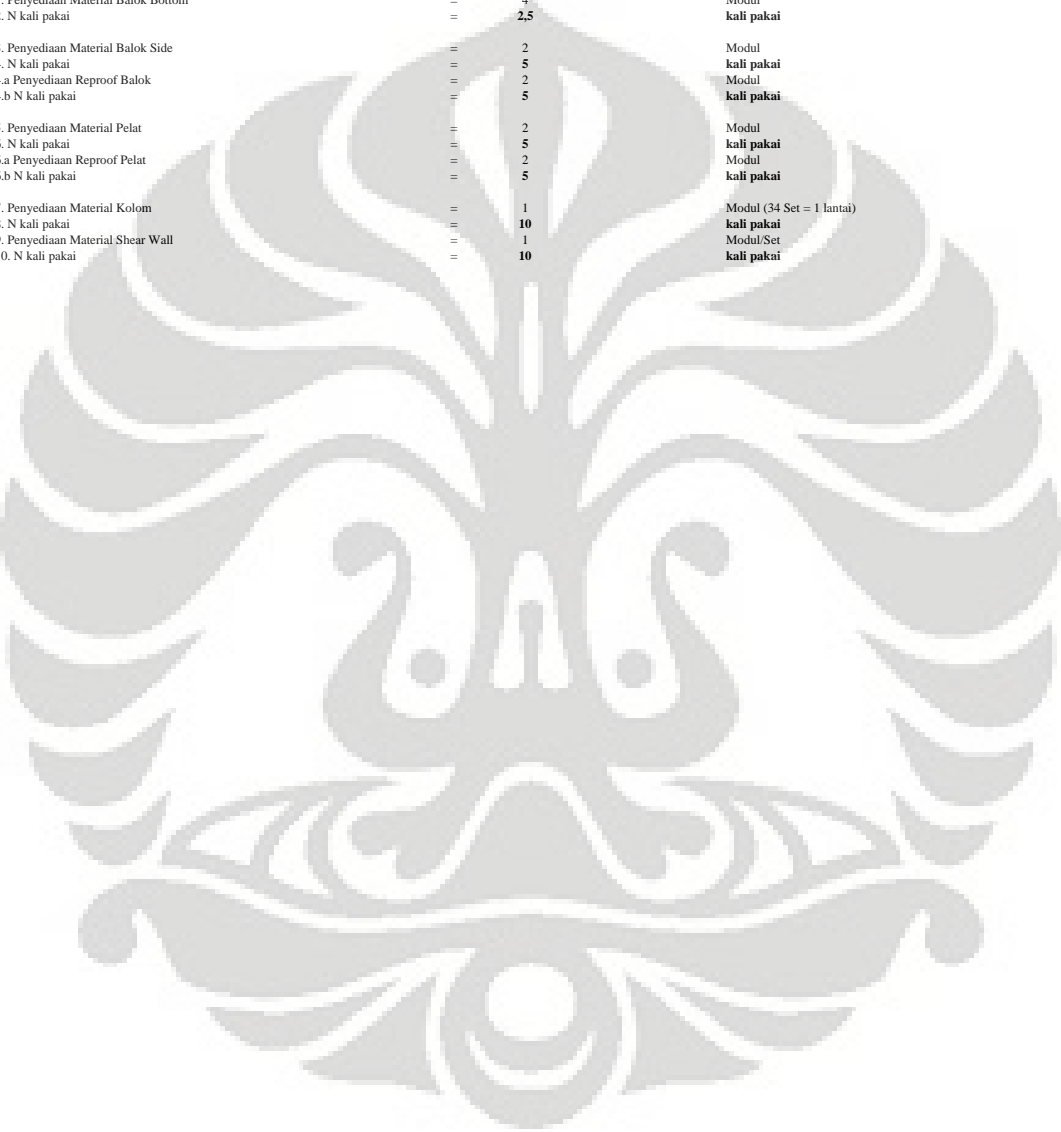 . Penyediaan Material Balok Bottom = 4 Modul
. N kali pakai = 2,5 kali pakai
. Penyediaan Material Balok Side = 2 Modul
. N kali pakai = 5 kali pakai
.a Penyediaan Reproof Balok = 2 Modul
.b N kali pakai = 5 kali pakai
. Penyediaan Material Pelat = 2 Modul
. N kali pakai = 5 kali pakai
.a Penyediaan Reproof Pelat = 2 Modul
.b N kali pakai = 5 kali pakai
. Penyediaan Material Kolom = 1 Modul (34 Set = 1 lantai)
. N kali pakai = 10 kali pakai
. Penyediaan Material Shear Wall = 1 Modul/Set
0. N kali pakai = 10 kali pakai